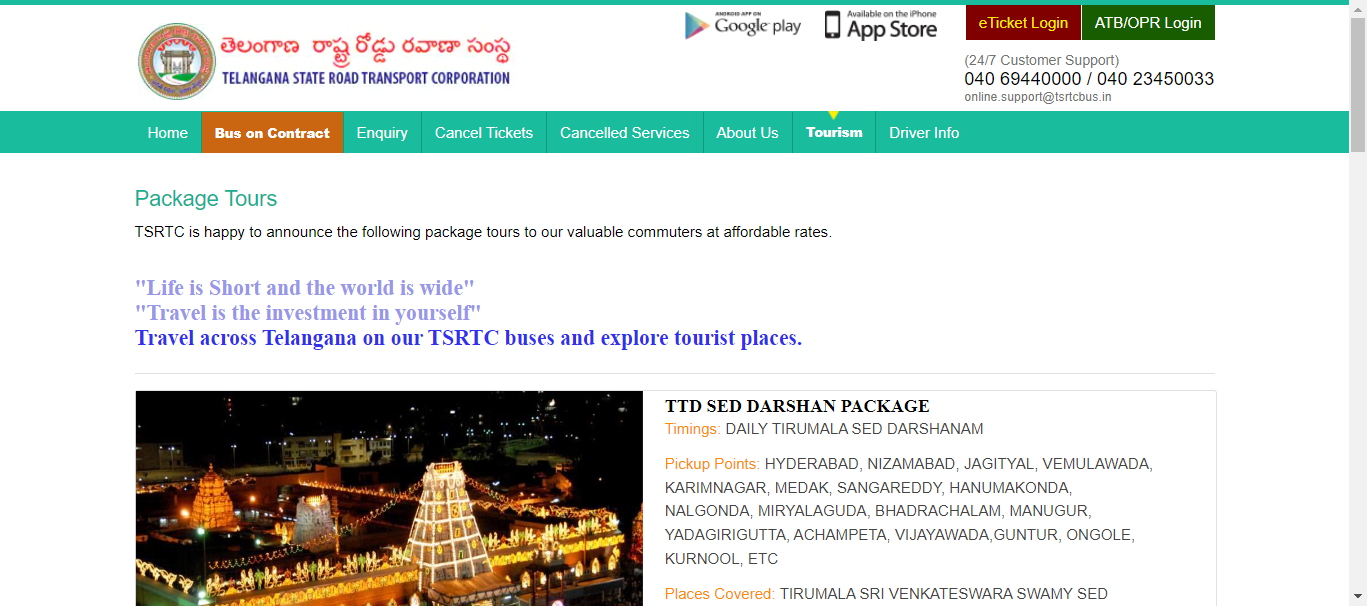 తెలంగాణ రాష్ట్ర రోడ్డు రవాణా సంస్థ
TELANGANA STATE ROAD TRANSPORT CORPORATION
ANDROID APP ON
Google play
Available on the iPhone
App Store
eTicket Login
ATB/OPR Login
(24/7 Customer Support)
040 69440000 / 040 23450033
online.support@tsrtcbus.in
Home Bus on Contract Enquiry Cancel Tickets Cancelled Services About Us Tourism Driver Info
Package Tours
TSRTC is happy to announce the following package tours to our valuable commuters at affordable rates.
"Life is Short and the world is wide"
"Travel is the investment in yourself"
Travel across Telangana on our TSRTC buses and explore tourist places.
TTD SED DARSHAN PACKAGE
Timings: DAILY TIRUMALA SED DARSHANAM
Pickup Points: HYDERABAD, NIZAMABAD, JAGITYAL, VEMULAWADA,
KARIMNAGAR, MEDAK, SANGAREDDY, HANUMAKONDA,
NALGONDA, MIRYALAGUDA, BHADRACHALAM, MANUGUR,
YADAGIRIGUTTA, ACHAMPETA, VIJAYAWADA,GUNTUR, ONGOLE,
KURNOOL, ETC
Places Covered: TIRUMALA SRI VENKATESWARA SWAMY SED